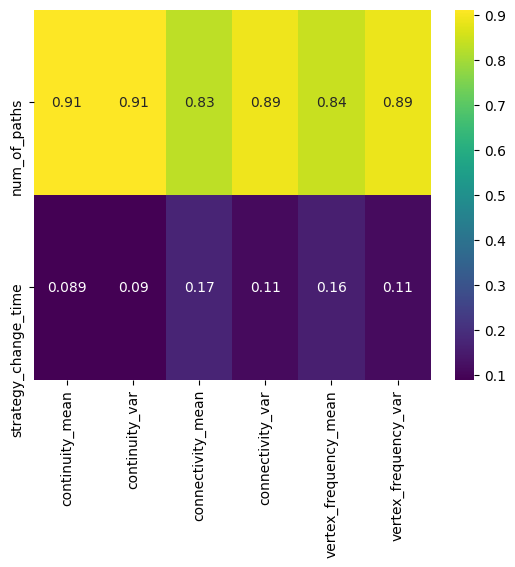 num_of_paths
0.91 0.91 0.83 0.89 0.84 0.89
strategy_change_time
0.089 0.09 0.17 0.11 0.16 0.11
continuity_mean
continuity_var
connectivity_mean
connectivity_var
vertex_frequency_mean
vertex_frequency_var
0.9
0.8
0.7
0.6
0.5
0.4
0.3
0.2
0.1